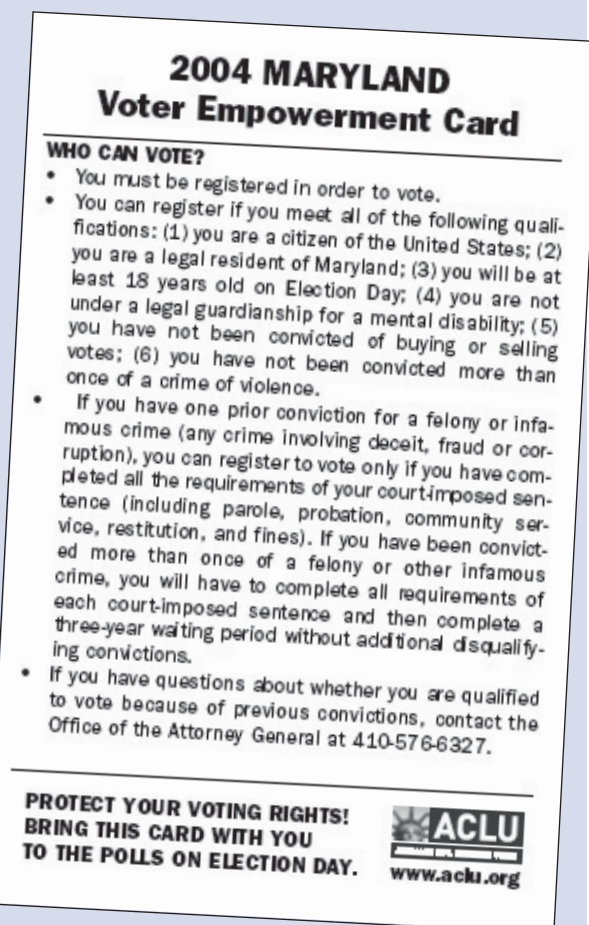 2004 MARYLAND
Voter Empowerment Card
WHO CAN VOTE?
• You must be registered in order to vote.
• You can register if you meet all of the following quali-
fications: (1) you are a citizen of the United States; (2)
you are a legal resident of Maryland; (3) you will be at
least 18 years old on Election Day; (4) you are not
under a legal guardianship for a mental disability; (5)
you have not been convicted of buying or selling
votes; (6) you have not been convicted more than
once of a crime of violence.
• If you have one prior conviction for a felony or infa-
mous crime (any crime involving deceit, fraud or cor-
ruption), you can register to vote only if you have com-
pleted all the requirements of your court-imposed sen-
tence (including parole, probation, community ser-
vice, restitution, and fines). If you have been convict-
ed more than once of a felony or other infamous
crime, you will have to complete all requirements of
each court-imposed sentence and then complete a
three-year waiting period without additional disqualify-
ing convictions.
• If you have questions about whether you are qualified
to vote because of previous convictions, contact the
Office of the Attorney General at 410-576-6327.
PROTECT YOUR VOTING RIGHTS!
BRING THIS CARD WITH YOU
TO THE POLLS ON ELECTION DAY.
ACLU
www.aclu.org